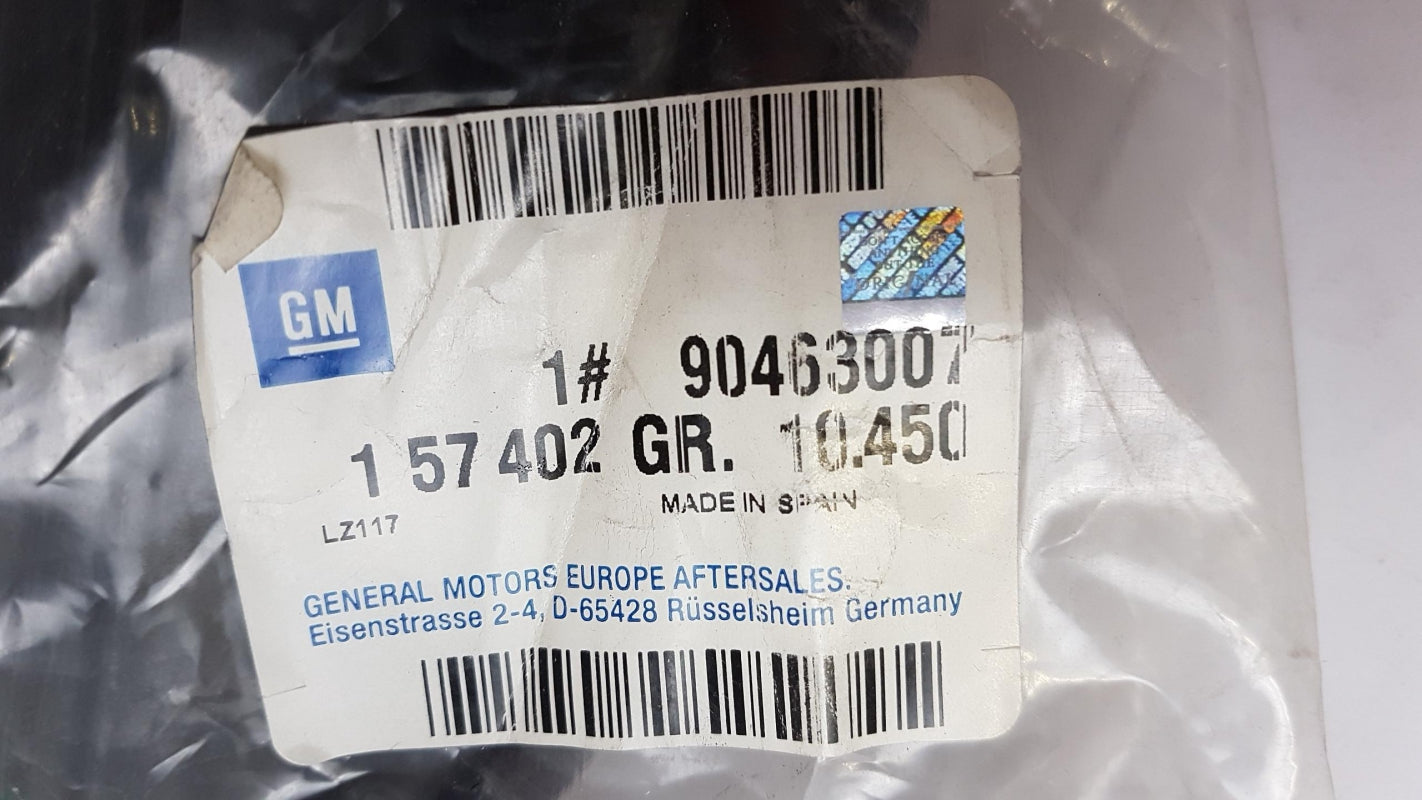 GM
ORIGINAL
1# 90463007
1 57 402 GR. 10.450
MADE IN SPAIN
LZ117
GENERAL MOTORS EUROPE AFTERSALES.
Eisenstrasse 2-4, D-65428 Rüsselsheim Germany